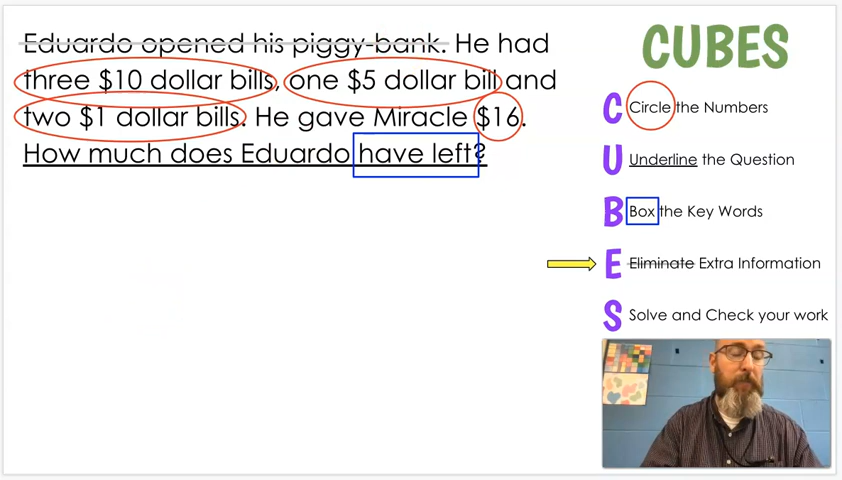 Eduardo opened his piggy-bank. He had
three $10 dollar bills, one $5 dollar bill and
two $1 dollar bills. He gave Miracle $16.
How much does Eduardo have left?
CUBES
C Circle the Numbers
U Underline the Question
B Box the Key Words
E Eliminate Extra Information
S Solve and Check your work